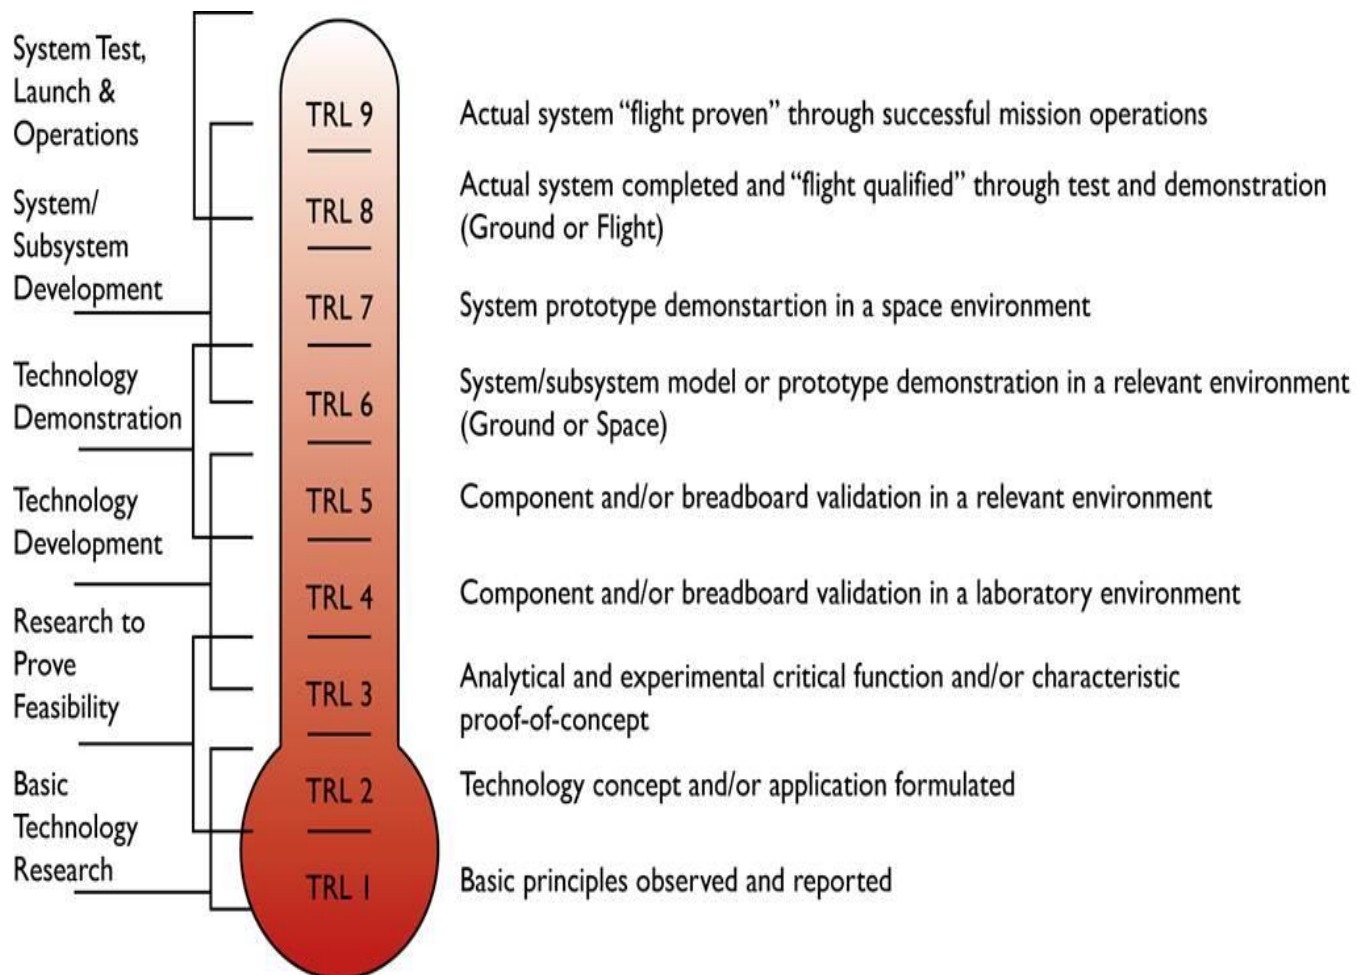 System Test,
Launch &
Operations
System/
Subsystem
Development
Technology
Demonstration
Technology
Development
Research to
Prove
Feasibility
Basic
Technology
Research
TRL 9
TRL 8
TRL 7
TRL 6
TRL 5
TRL 4
TRL 3
TRL 2
TRL 1
Actual system “flight proven” through successful mission operations
Actual system completed and “flight qualified” through test and demonstration
(Ground or Flight)
System prototype demonstartion in a space environment
System/subsystem model or prototype demonstration in a relevant environment
(Ground or Space)
Component and/or breadboard validation in a relevant environment
Component and/or breadboard validation in a laboratory environment
Analytical and experimental critical function and/or characteristic
proof-of-concept
Technology concept and/or application formulated
Basic principles observed and reported